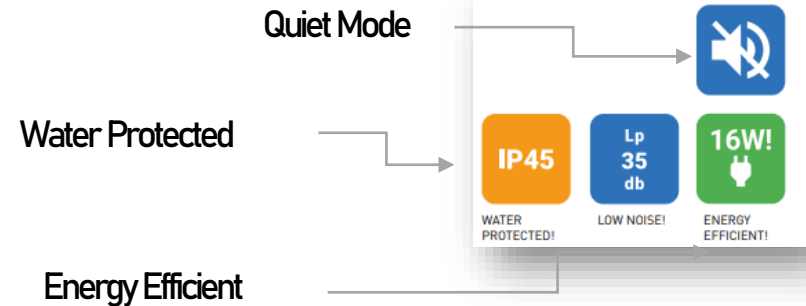 Quiet Mode
Water Protected
IP45
Lp
35
db
16W!
WATER
PROTECTED!
LOW NOISE!
ENERGY
EFFICIENT!
Energy Efficient